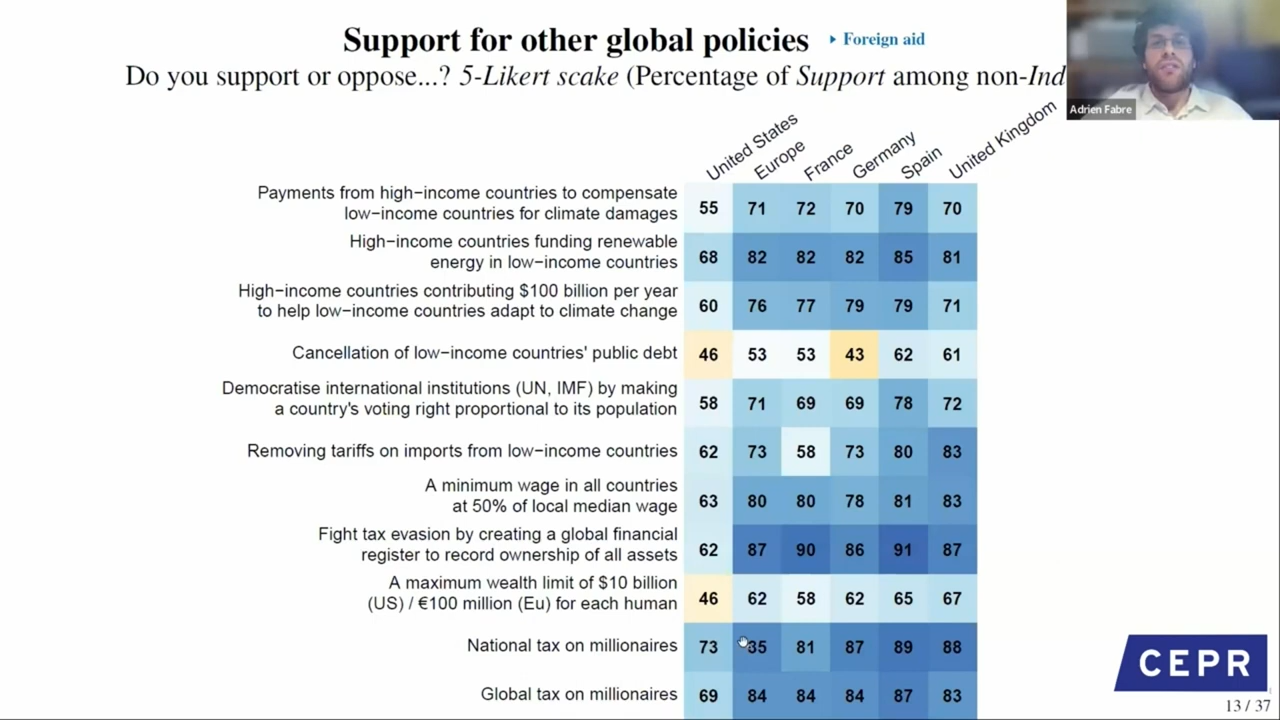 Support for other global policies
▸ Foreign aid
Do you support or oppose...? 5-Likert scake (Percentage of Support among non-Ind
Adrien Fabre
United States
Europe
France
Germany
Spain
United Kingdom
Payments from high-income countries to compensate
low-income countries for climate damages
55 71 72 70 79 70
High-income countries funding renewable
energy in low-income countries
68 82 82 82 85 81
High-income countries contributing $100 billion per year
to help low-income countries adapt to climate change
60 76 77 79 79 71
Cancellation of low-income countries' public debt
46 53 53 43 62 61
Democratise international institutions (UN, IMF) by making
a country's voting right proportional to its population
58 71 69 69 78 72
Removing tariffs on imports from low-income countries
62 73 58 73 80 83
A minimum wage in all countries
at 50% of local median wage
63 80 80 78 81 83
Fight tax evasion by creating a global financial
register to record ownership of all assets
62 87 90 86 91 87
A maximum wealth limit of $10 billion
(US) / €100 million (Eu) for each human
46 62 58 62 65 67
National tax on millionaires
73 85 81 87 89 88
Global tax on millionaires
69 84 84 84 87 83
CEPR
13 / 37